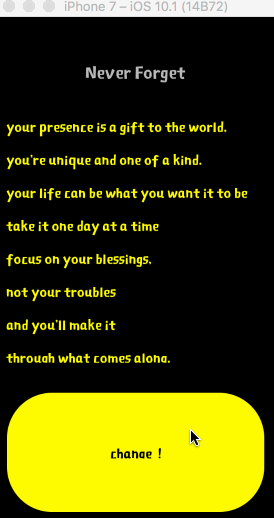 iPhone 7 – iOS 10.1 (14B72)
Never Forget
your presence is a gift to the world.
you're unique and one of a kind.
your life can be what you want it to be
take it one day at a time
focus on your blessings.
not your troubles
and you'll make it
through what comes along.
change !